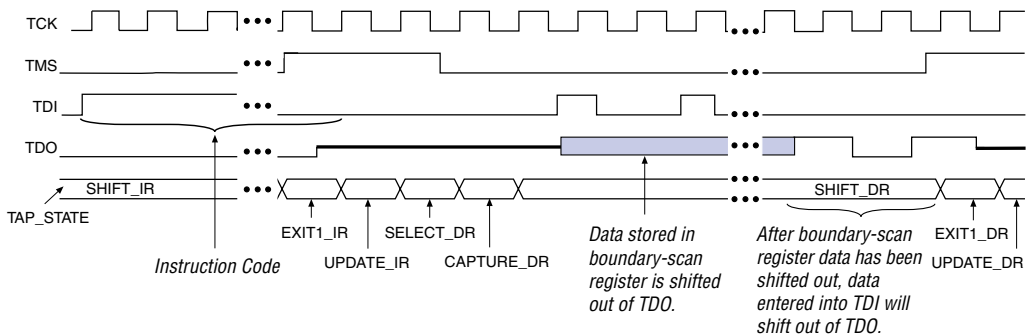 TCK
TMS
TDI
TDO
SHIFT_IR
SHIFT_DR
TAP_STATE
EXIT1_IR
SELECT_DR
EXIT1_DR
Instruction Code
UPDATE_IR
CAPTURE_DR
UPDATE_DR
Data stored in
boundary-scan
register is shifted
out of TDO.
After boundary-scan
register data has been
shifted out, data
entered into TDI will
shift out of TDO.